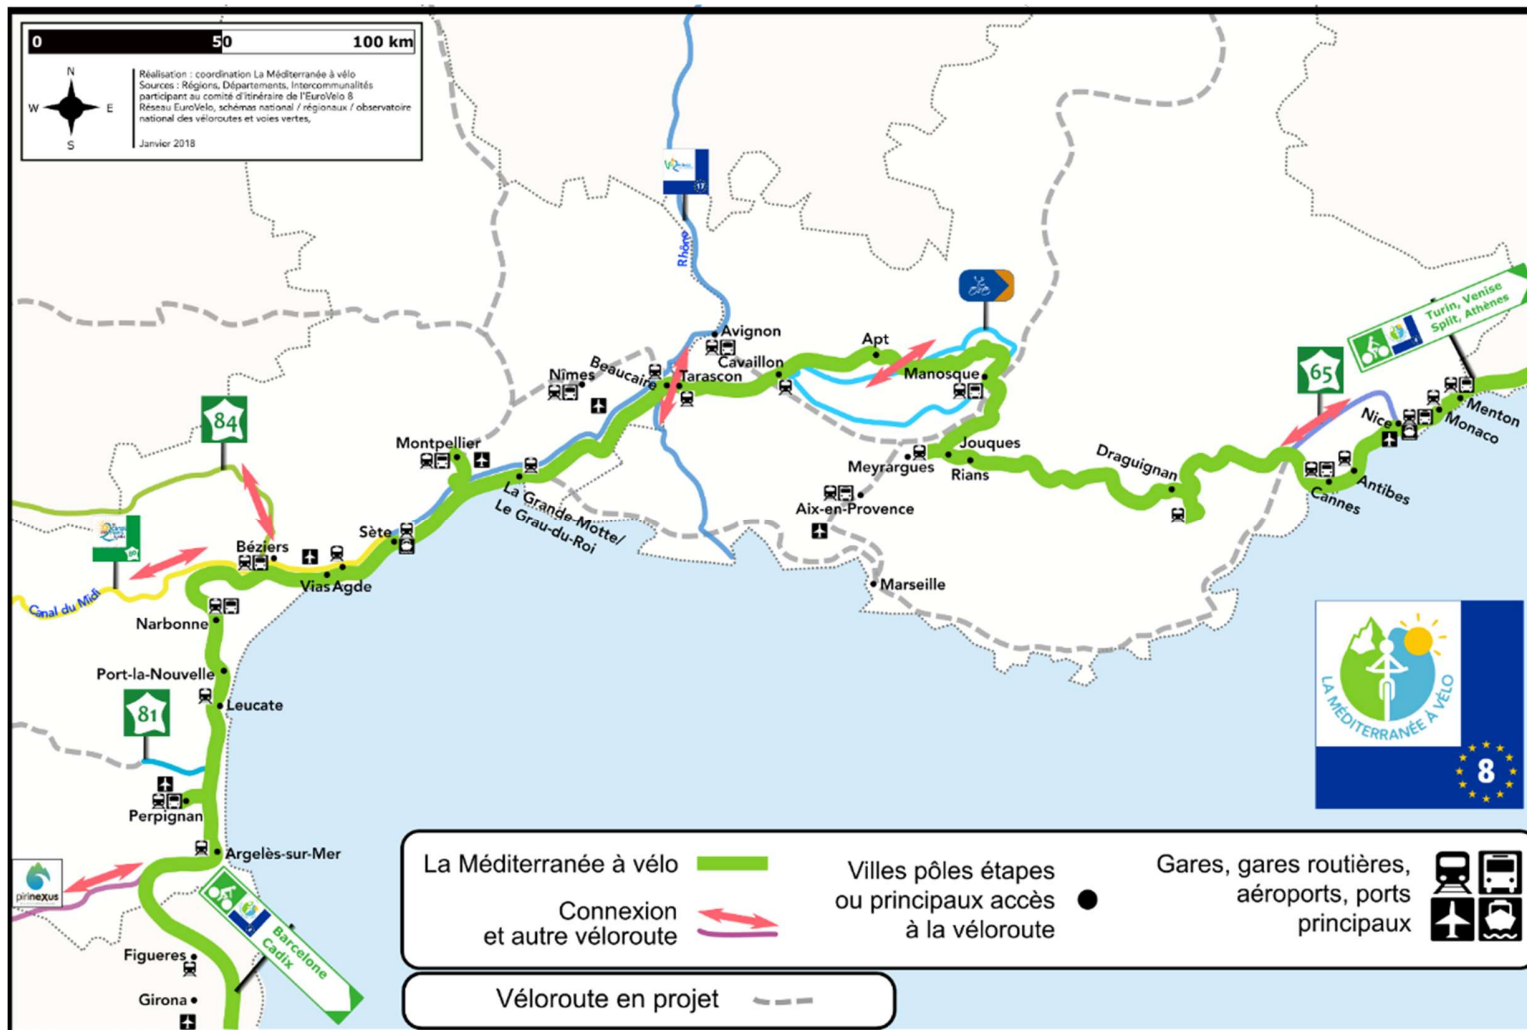 0 50 100 km
N
W E
S
Réalisation : coordination La Méditerranée à vélo
Sources : Régions, Départements, Intercommunalités
participant au comité d'itinéraire de l'EuroVelo 8
Réseau EuroVelo, schémas national / régionaux / observatoire
national des véloroutes et voies vertes,
Janvier 2018
17
Rhône
Turin, Venise
Split, Athènes
Avignon
Apt
Cavaillon
Beaucaire
Tarascon
Nîmes
Manosque
65
Nice
Menton
Monaco
84
Montpellier
Jouques
Meyrargues
Rians
Draguignan
Antibes
Cannes
La Grande-Motte/
Le Grau-du-Roi
Aix-en-Provence
Sète
Béziers
Vias
Agde
Marseille
Canal du Midi
Narbonne
Port-la-Nouvelle
Leucate
81
Perpignan
Argelès-sur-Mer
pirinexus
Barcelone
Cadix
Figueres
Girona
LA MÉDITERRANÉE À VÉLO
8
La Méditerranée à vélo
Connexion
et autre véloroute
Villes pôles étapes
ou principaux accès
à la véloroute
Gares, gares routières,
aéroports, ports
principaux
Véloroute en projet